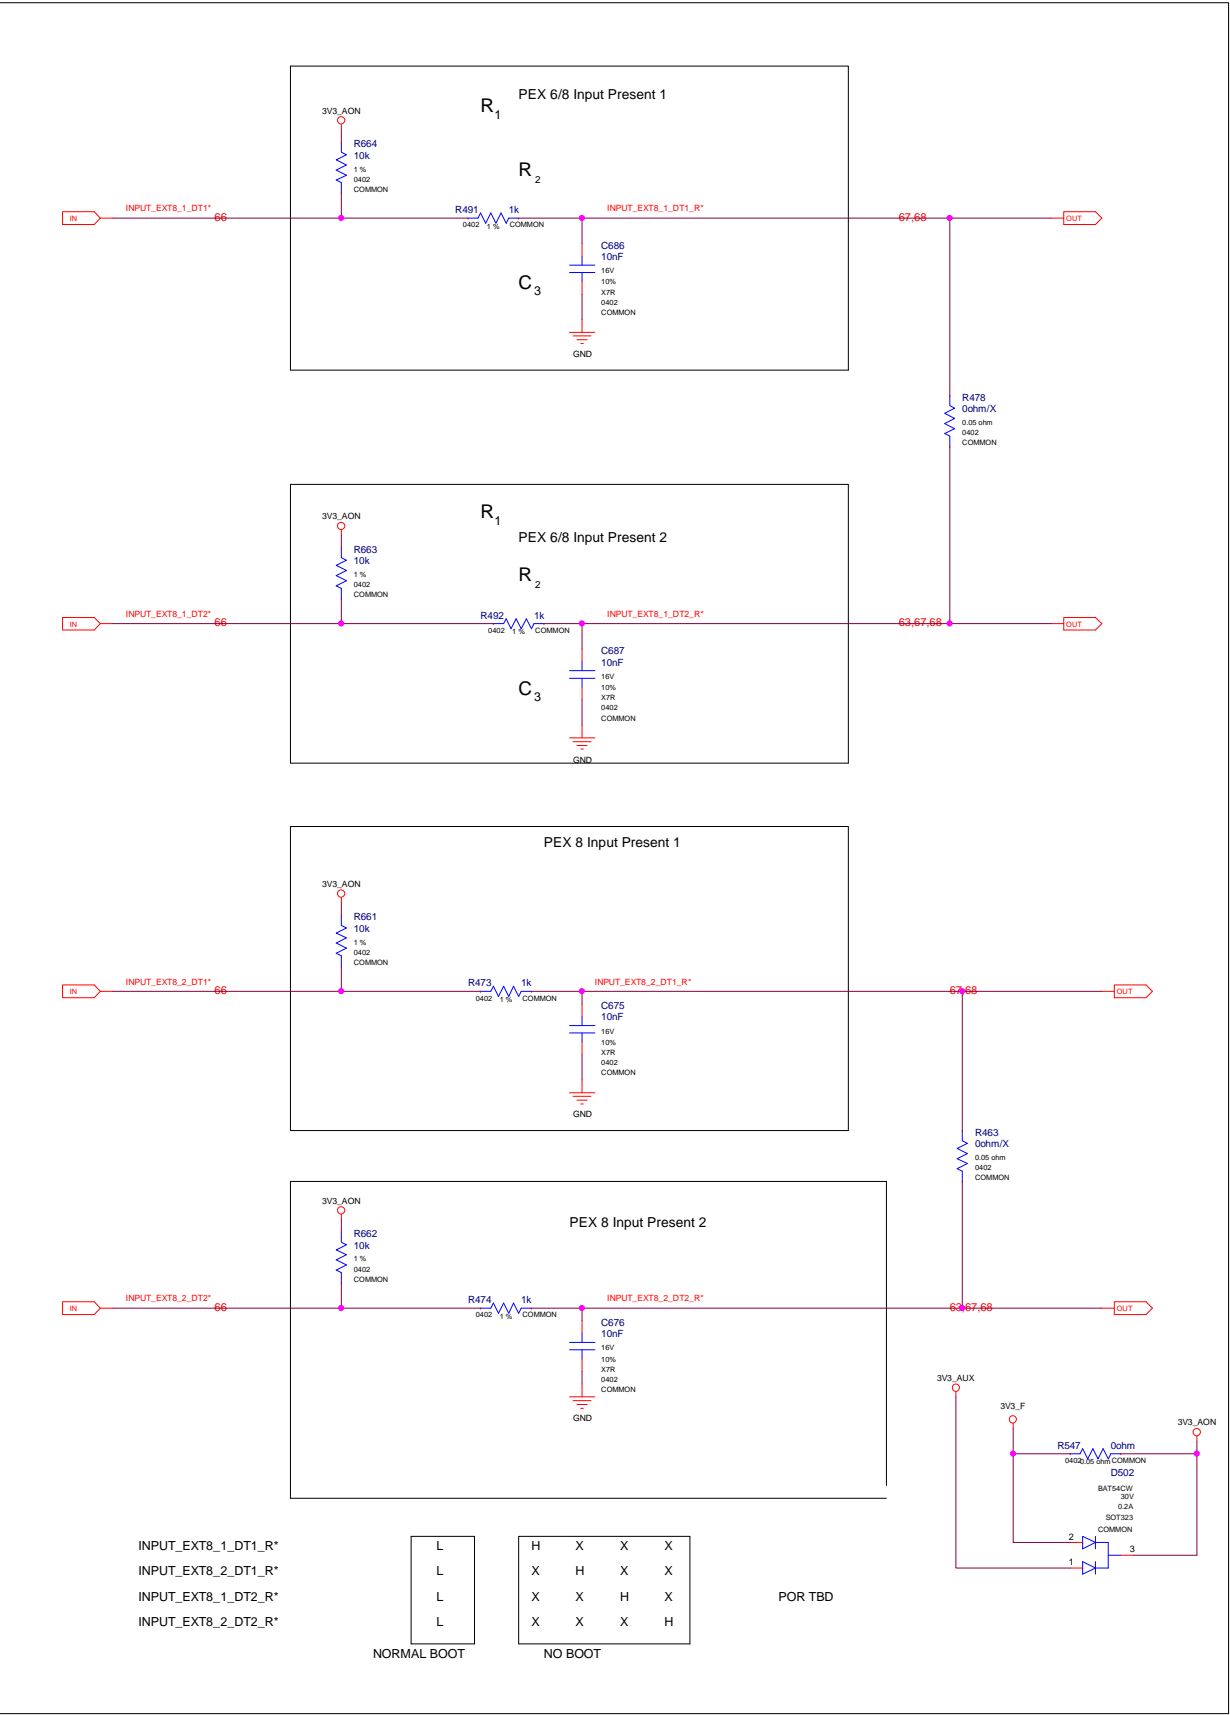 PEX 6/8 Input Present 1
R1
3V3_AON
R664
10k
1 %
0402
COMMON
R2
IN
INPUT_EXT8_1_DT1*
66
R491
1k
0402
1 %
COMMON
INPUT_EXT8_1_DT1_R*
67,68
OUT
C686
10nF
16V
10%
X7R
0402
COMMON
C3
GND
R478
0ohm/X
0.05 ohm
0402
COMMON
R1
3V3_AON
PEX 6/8 Input Present 2
R663
10k
1 %
0402
COMMON
R2
IN
INPUT_EXT8_1_DT2*
66
R492
1k
0402
1 %
COMMON
INPUT_EXT8_1_DT2_R*
63,67,68
OUT
C687
10nF
16V
10%
X7R
0402
COMMON
C3
GND
PEX 8 Input Present 1
3V3_AON
R661
10k
1 %
0402
COMMON
IN
INPUT_EXT8_2_DT1*
66
R473
1k
0402
1 %
COMMON
INPUT_EXT8_2_DT1_R*
67,68
OUT
C675
10nF
16V
10%
X7R
0402
COMMON
GND
R463
0ohm/X
0.05 ohm
0402
COMMON
3V3_AON
PEX 8 Input Present 2
R662
10k
1 %
0402
COMMON
IN
INPUT_EXT8_2_DT2*
66
R474
1k
0402
1 %
COMMON
INPUT_EXT8_2_DT2_R*
63,67,68
OUT
C676
10nF
16V
10%
X7R
0402
COMMON
GND
3V3_AUX
3V3_F
3V3_AON
R547
0ohm
0402
0.05 ohm
COMMON
D502
BAT54CW
30V
0.2A
SOT323
COMMON
2
3
1
INPUT_EXT8_1_DT1_R* L H X X X
INPUT_EXT8_2_DT1_R* L X H X X
INPUT_EXT8_1_DT2_R* L X X H X POR TBD
INPUT_EXT8_2_DT2_R* L X X X H
NORMAL BOOT NO BOOT